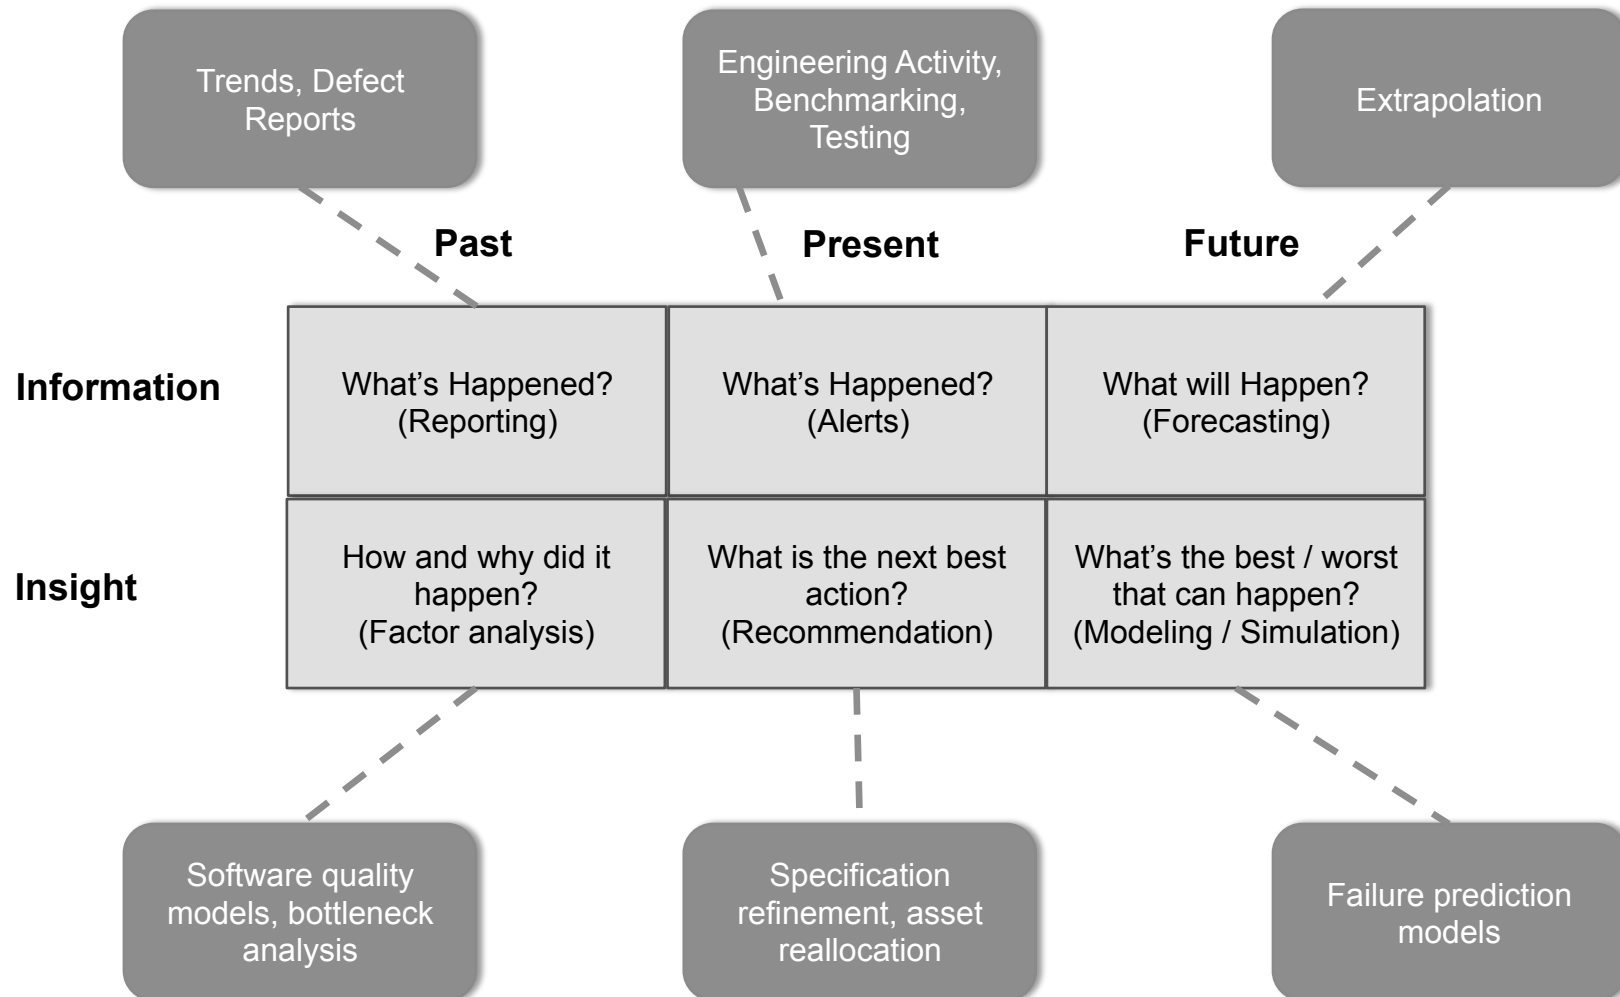 Trends, Defect
Reports
Engineering Activity,
Benchmarking,
Testing
Extrapolation
Past
Present
Future
Information
What’s Happened?
(Reporting)
What’s Happened?
(Alerts)
What will Happen?
(Forecasting)
Insight
How and why did it
happen?
(Factor analysis)
What is the next best
action?
(Recommendation)
What’s the best / worst
that can happen?
(Modeling / Simulation)
Software quality
models, bottleneck
analysis
Specification
refinement, asset
reallocation
Failure prediction
models